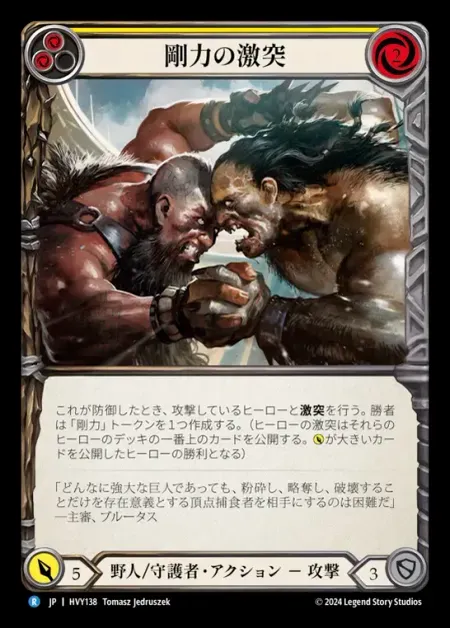 剛力の激突
2
これが防御したとき、攻撃しているヒーローと激突を行う。勝者
は「剛力」トークンを１つ作成する。（ヒーローの激突はそれらの
ヒーローのデッキの一番上のカードを公開する。が大きいカー
ドを公開したヒーローの勝利となる）
「どんなに強大な巨人であっても、粉砕し、略奪し、破壊するこ
とだけを存在意義とする頂点捕食者を相手にするのは困難だ」
―主審、ブルータス
5
野人/守護者・アクション － 攻撃
3
R JP | HVY138 Tomasz Jedruszek
© 2024 Legend Story Studios